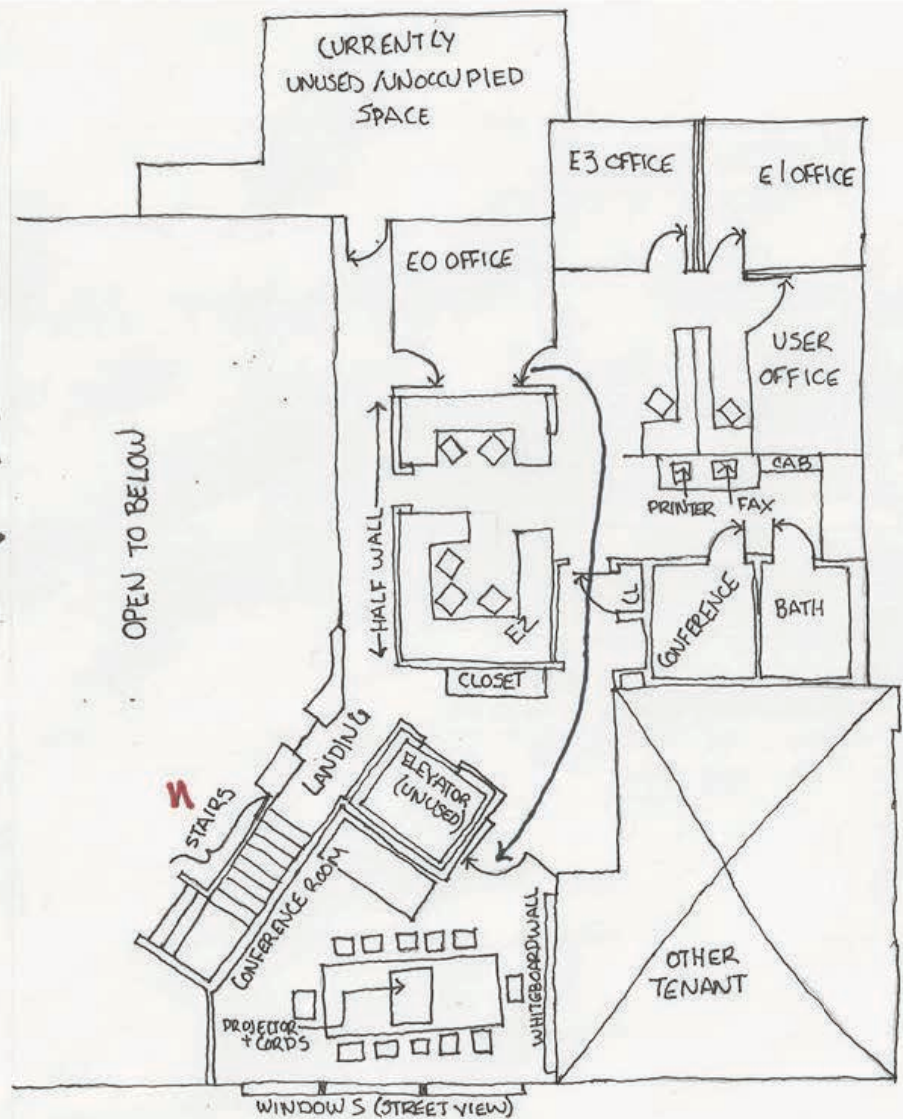 CURRENTLY
UNUSED/UNOCCUPIED
SPACE
E3 OFFICE
E1 OFFICE
E0 OFFICE
USER
OFFICE
CAB
PRINTER
FAX
OPEN TO BELOW
HALF WALL
E2
CL
CONFERENCE
BATH
CLOSET
LANDING
ELEVATOR
(UNUSED)
n
STAIRS
CONFERENCE ROOM
WHITEBOARD WALL
OTHER
TENANT
PROJECTOR
+ CORDS
WINDOWS (STREET VIEW)